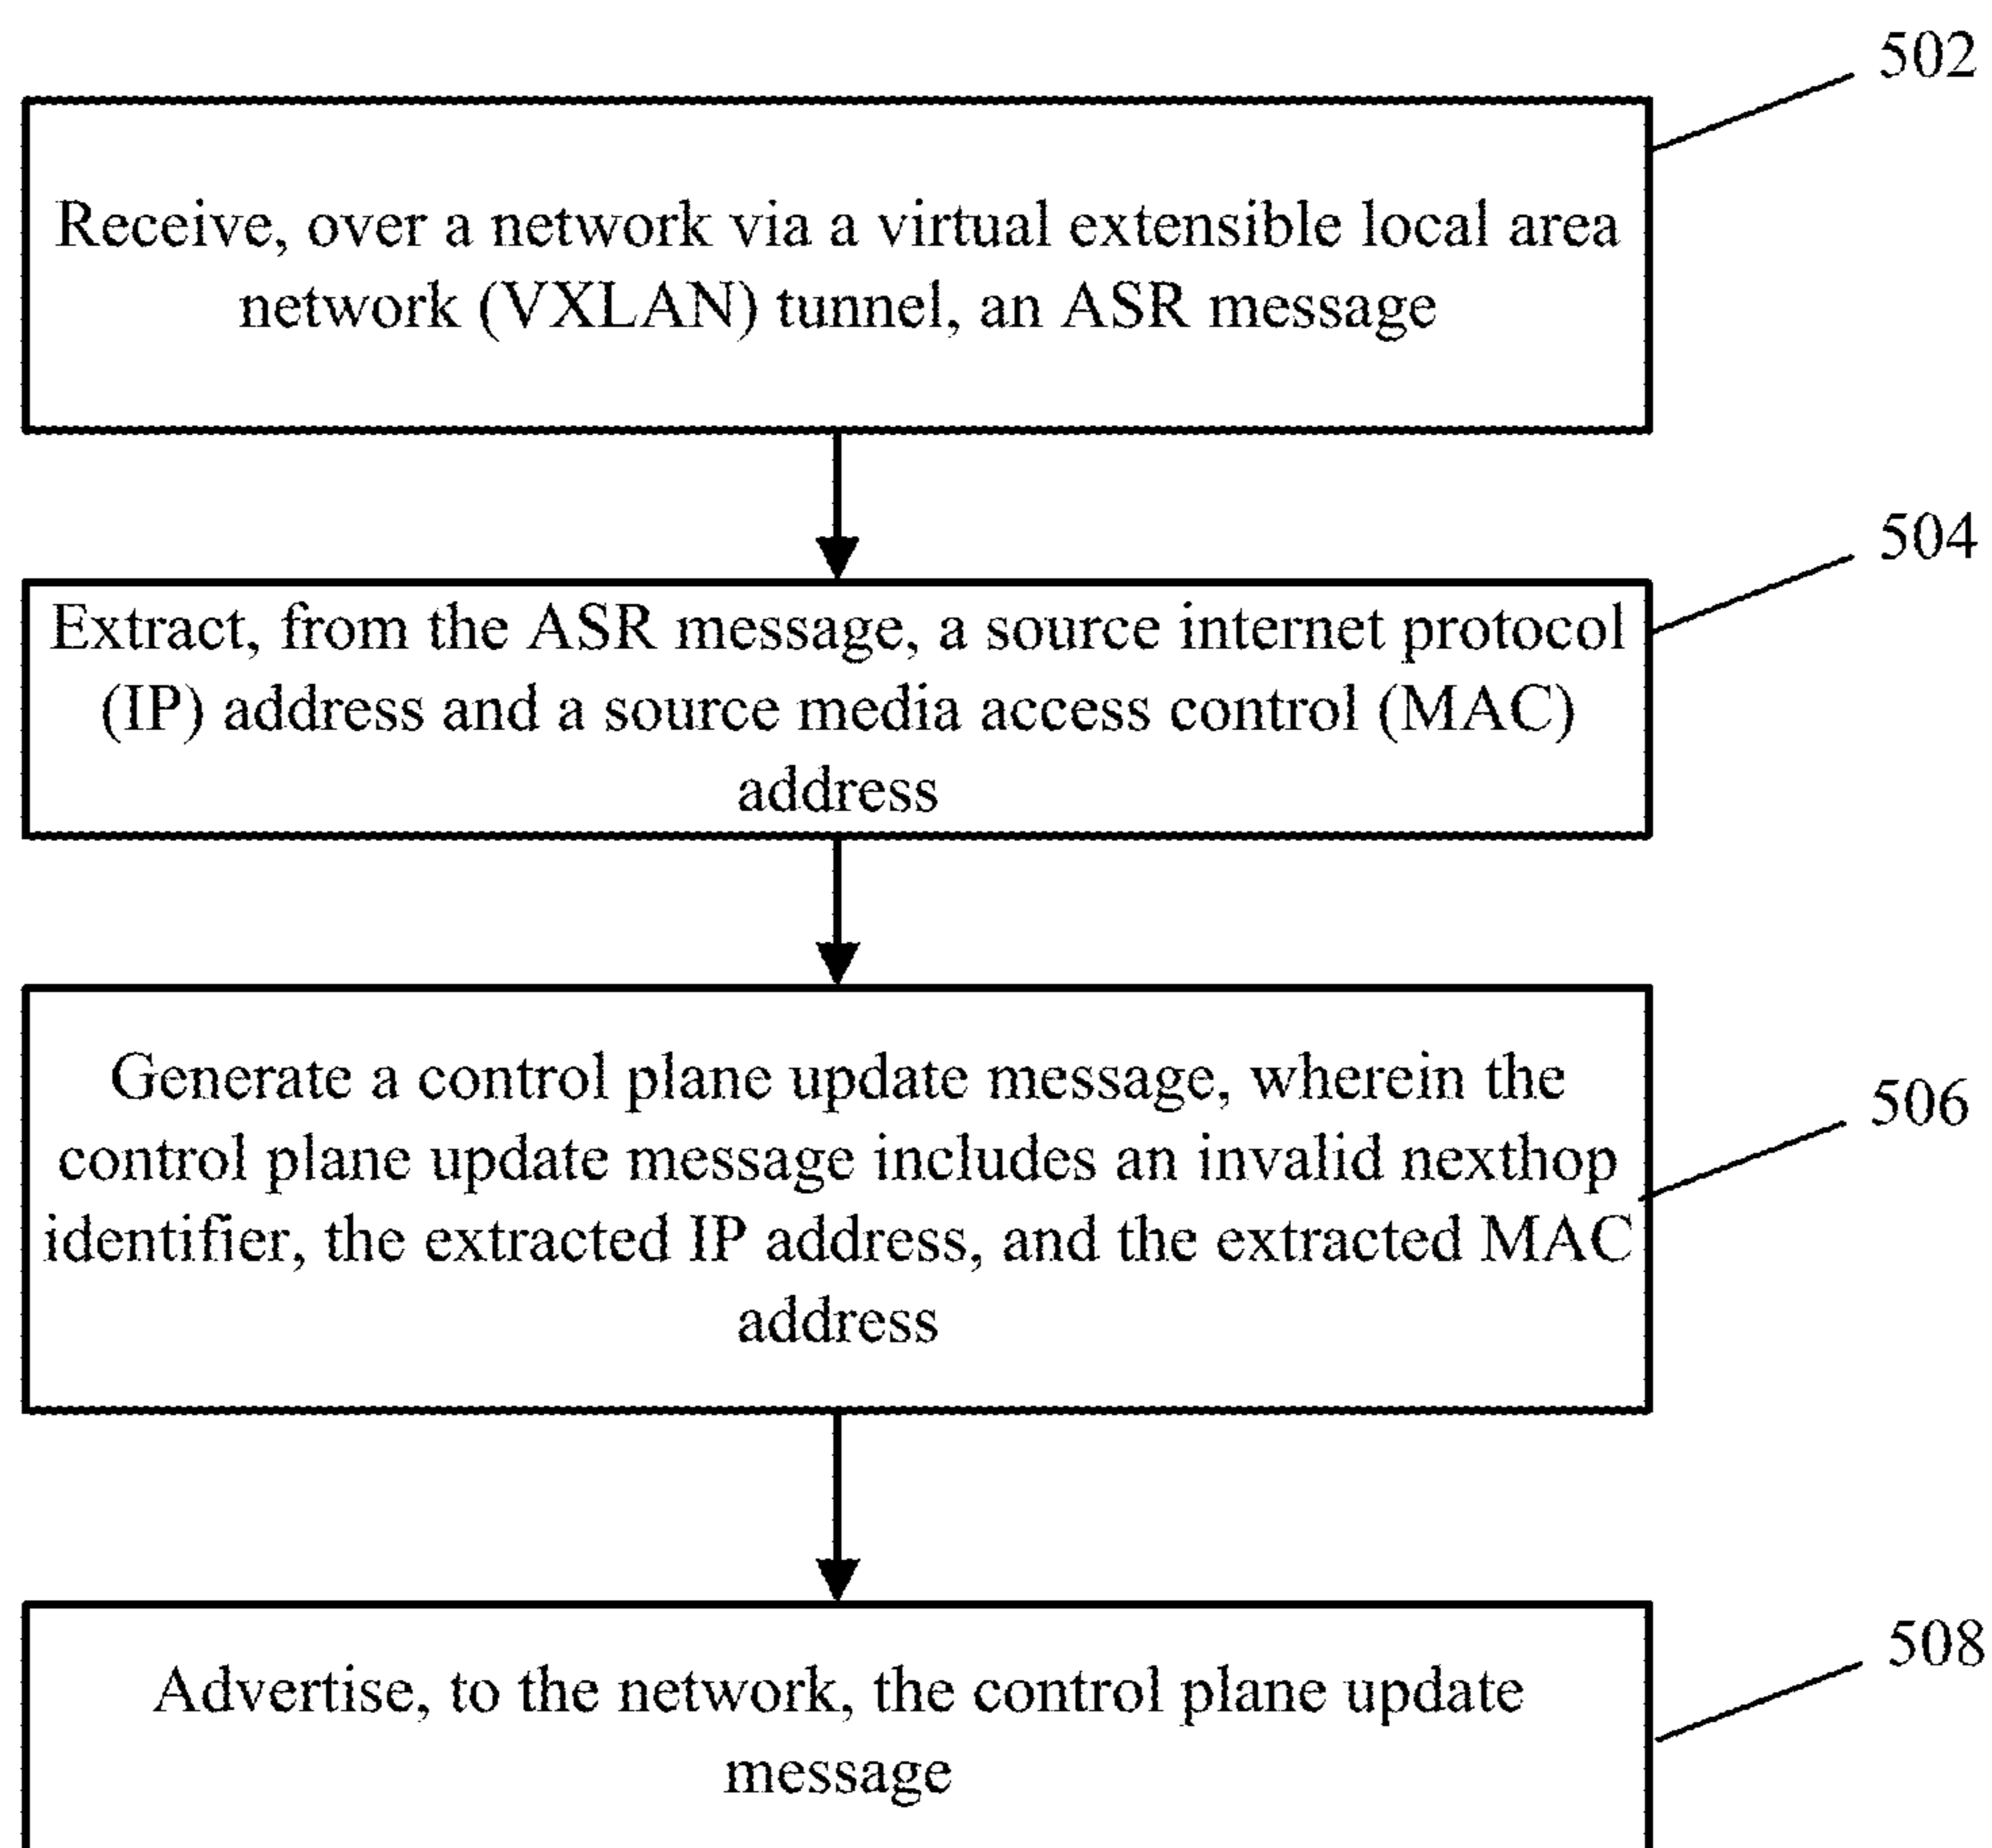 502
Receive, over a network via a virtual extensible local area
network (VXLAN) tunnel, an ASR message
504
Extract, from the ASR message, a source internet protocol
(IP) address and a source media access control (MAC)
address
Generate a control plane update message, wherein the
control plane update message includes an invalid nexthop
identifier, the extracted IP address, and the extracted MAC
address
506
Advertise, to the network, the control plane update
message
508